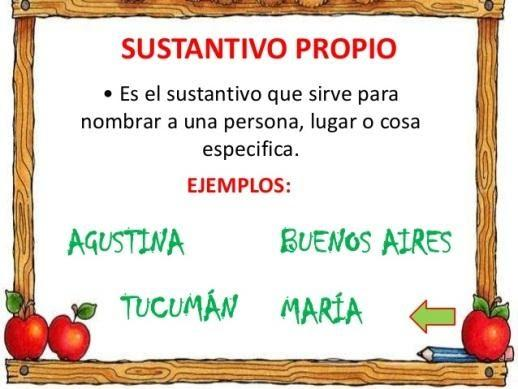 SUSTANTIVO PROPIO
• Es el sustantivo que sirve para
nombrar a una persona, lugar o cosa
especifica.
EJEMPLOS:
AGUSTINA BUENOS AIRES
TUCUMÁN MARÍA